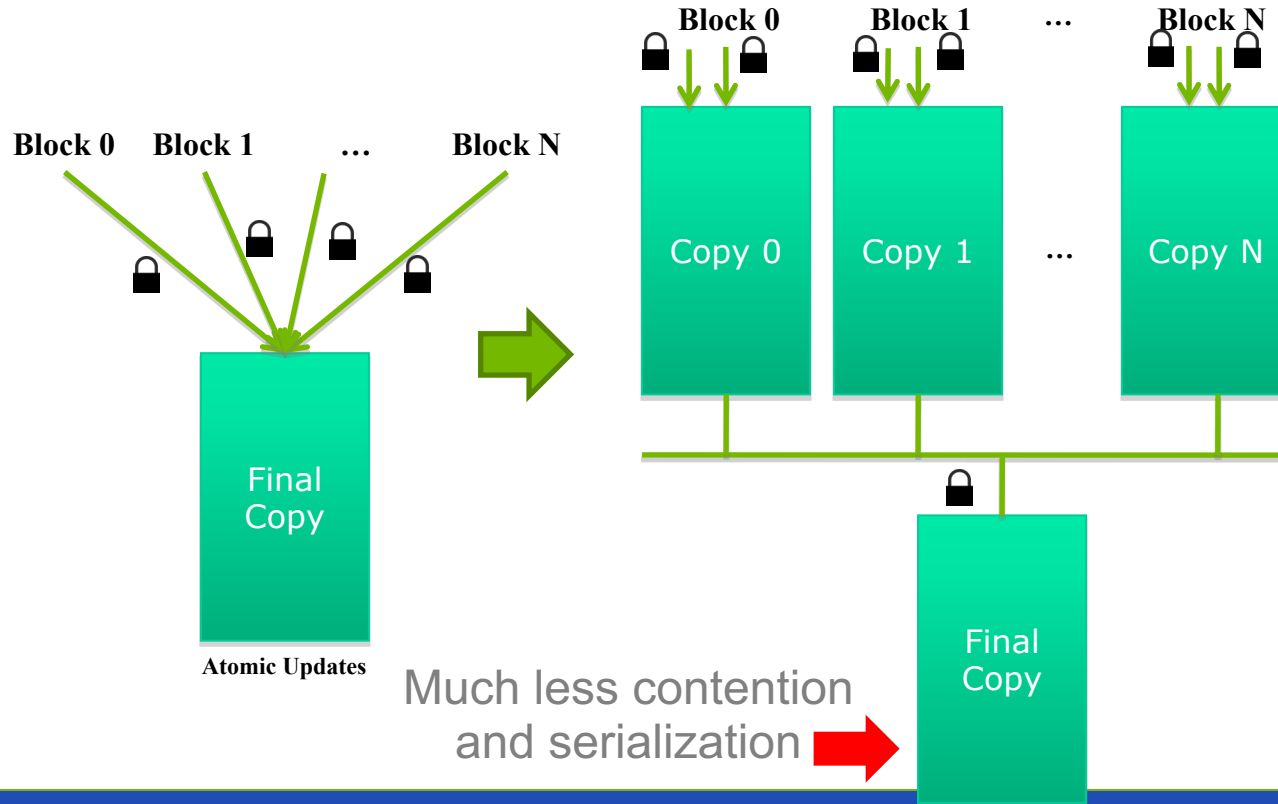 Block 0 Block 1 … Block N
Final
Copy
Atomic Updates
Block 0 Block 1 … Block N
Copy 0 Copy 1 … Copy N
Final
Copy
Much less contention
and serialization